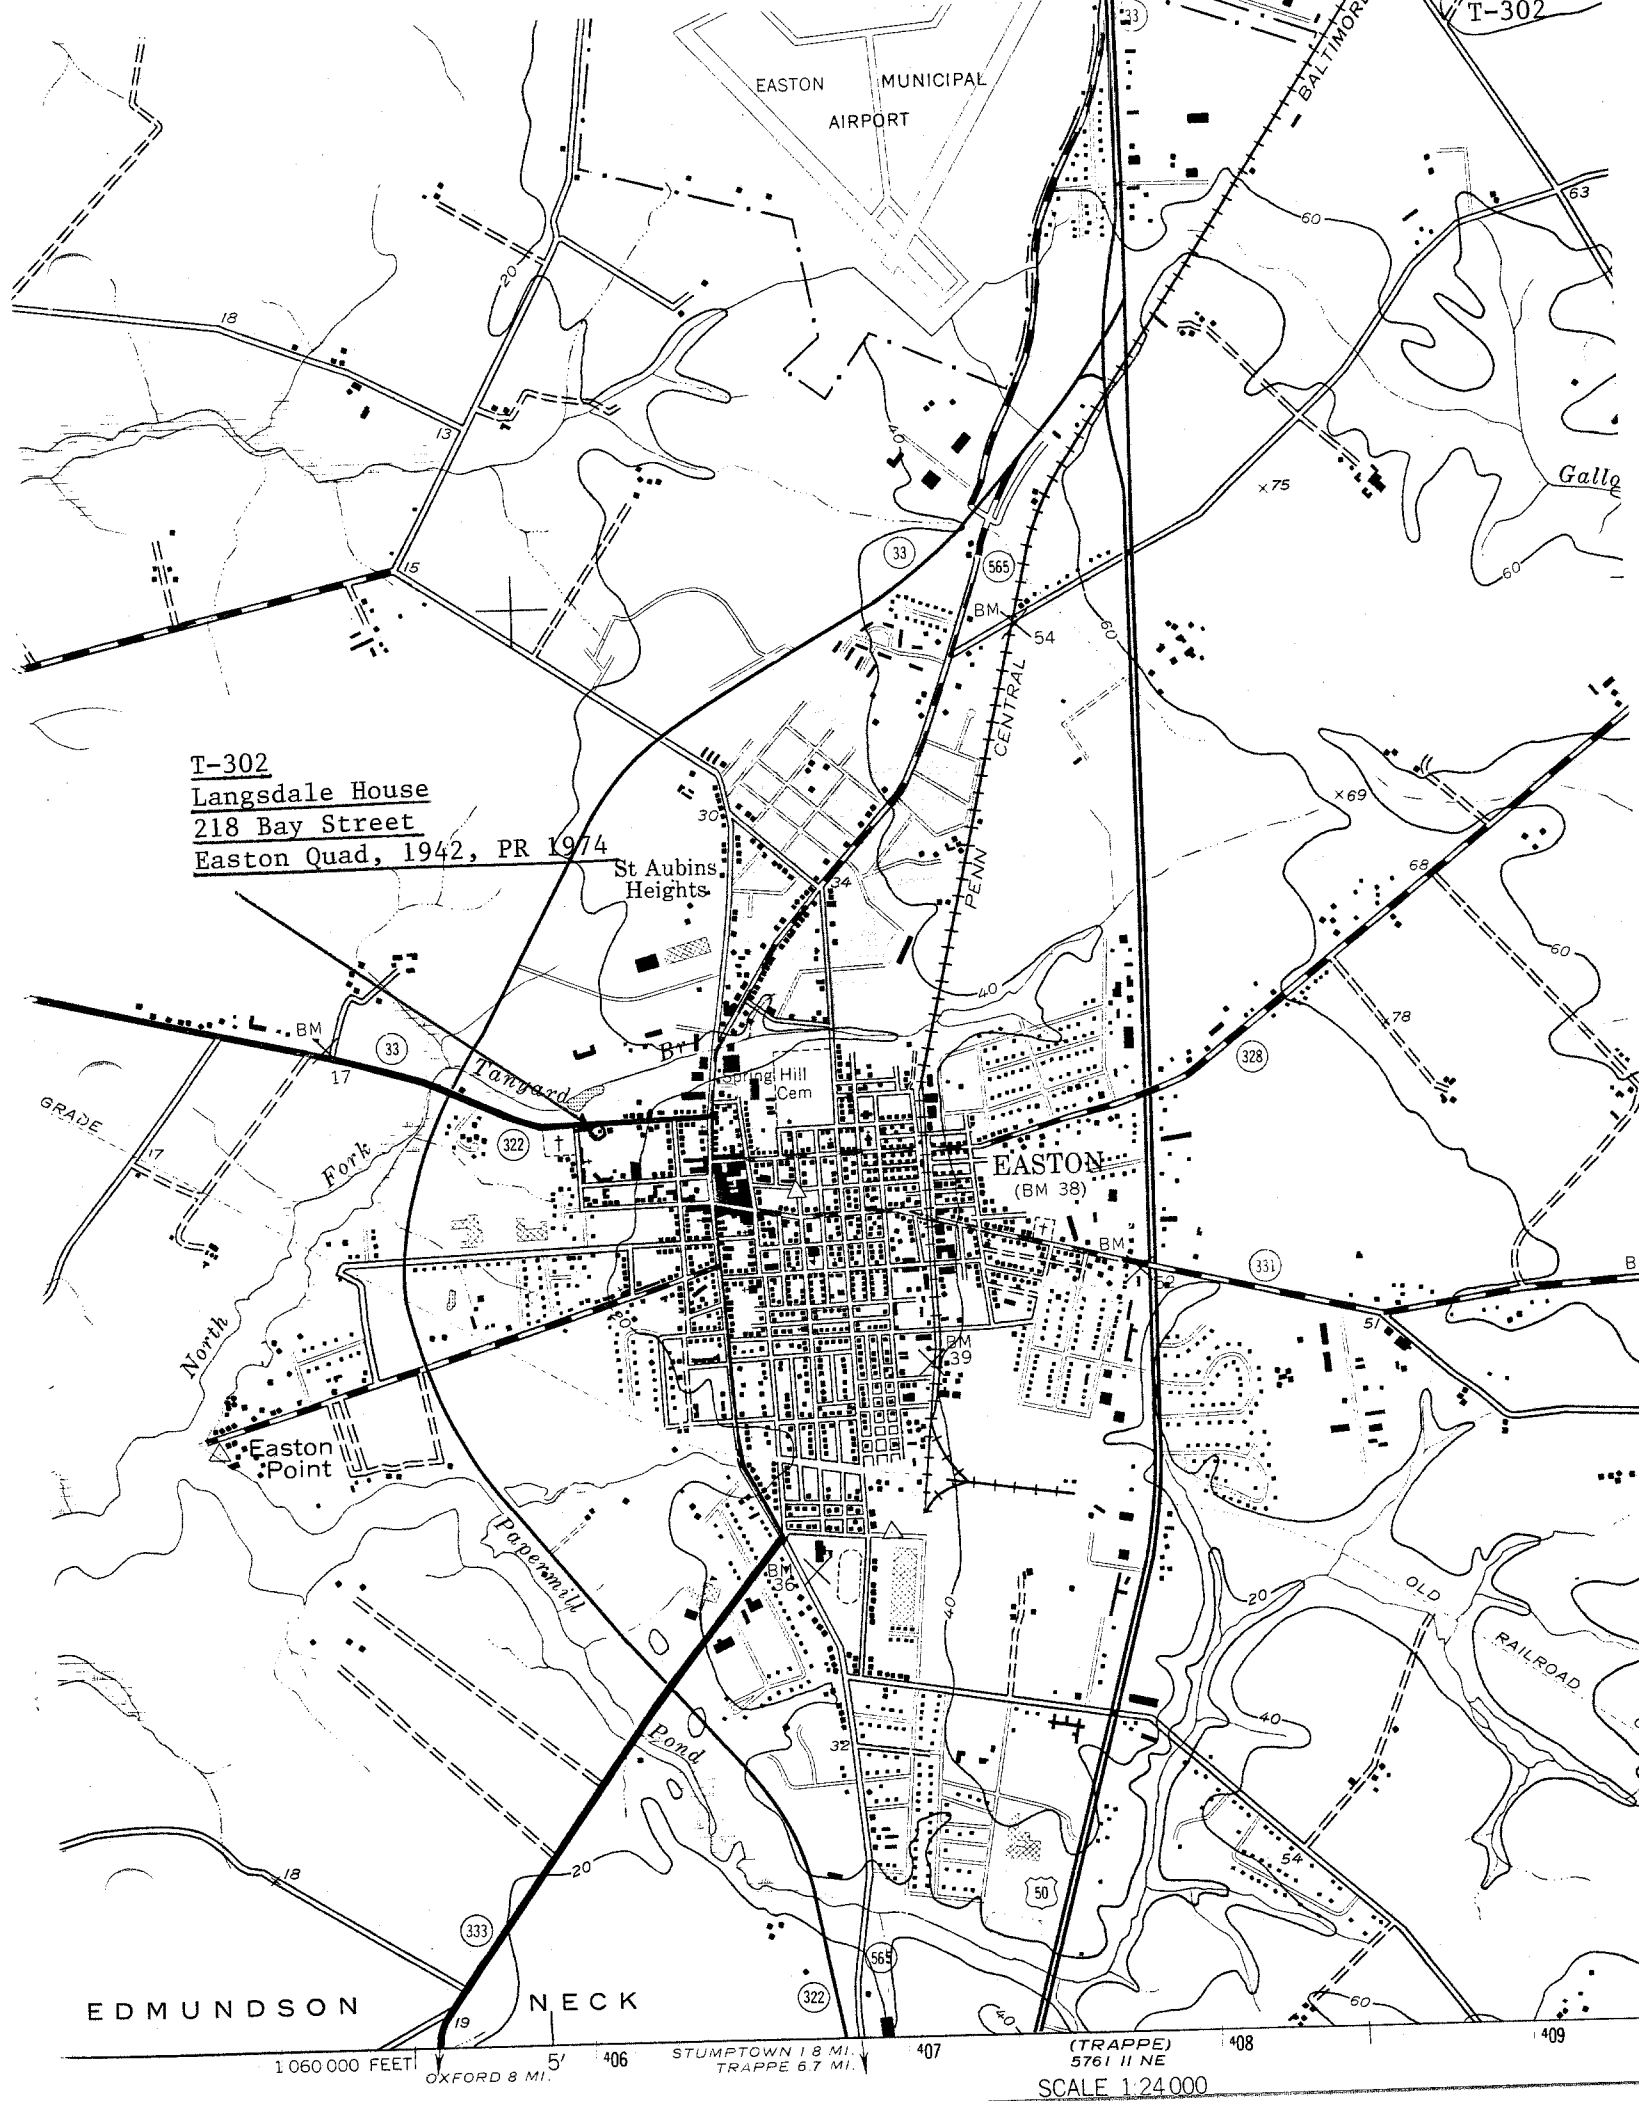 T-302
33
BALTIMORE
EASTON MUNICIPAL
AIRPORT
63
60
20
18
13
40
×75
Gallo
15
33
565
60
BM
54
60
CENTRAL
T-302
Langsdale House
218 Bay Street
Easton Quad, 1942, PR 1974
30
×69
St Aubins
Heights
34
PENN
68
60
40
BM
17
33
78
328
Br
Tanyard
Spring Hill
Cem
GRADE
17
322
Fork
EASTON
(BM 38)
BM
52
331
B
51
North
20
BM
39
Easton
Point
Papermill
BM
36
40
20
OLD
RAILROAD
40
Pond
32
54
18
20
50
333
565
322
EDMUNDSON NECK
19
40
60
1 060 000 FEET
OXFORD 8 MI.
5'
406
STUMPTOWN 1.8 MI.
TRAPPE 6.7 MI.
407
(TRAPPE)
5761 II NE
408
409
SCALE 1:24 000